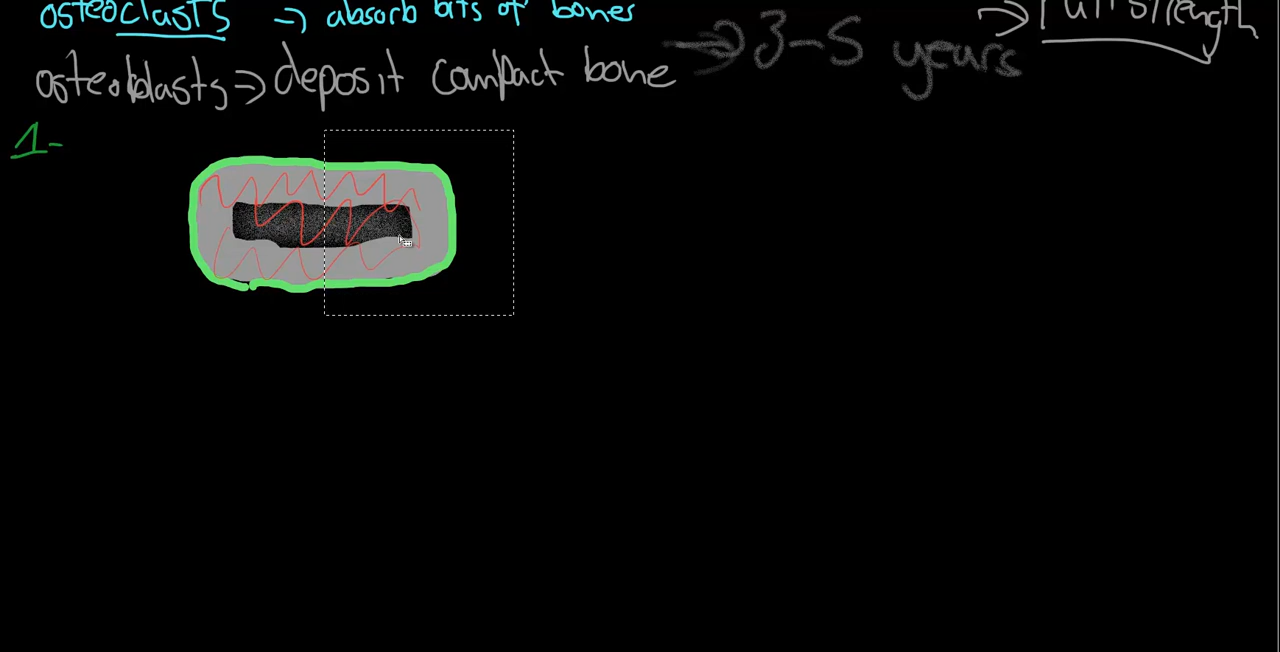 osteoclasts → absorb bits of bones
→ Full strength
osteoblasts ⇒ deposit compact bone → 3-5 years
1-